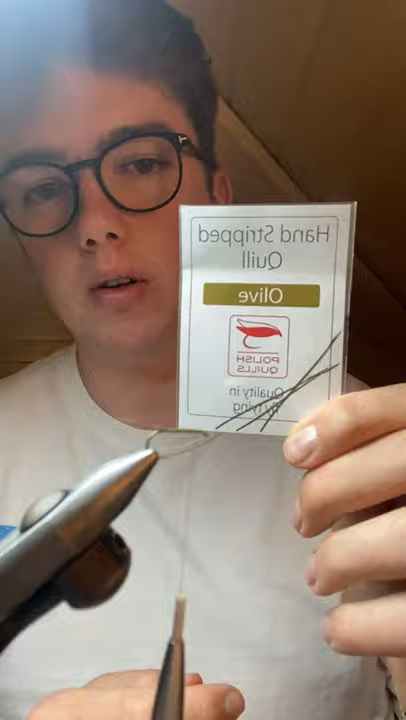 Hand Stripped
Quill
Olive
POLISH
QUILLS
Quality in
Fly tying